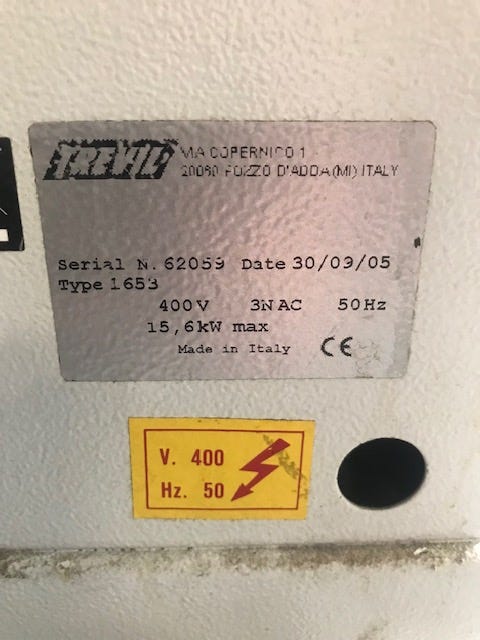 TREVIL
VIA COPERNICO 1
20060 POZZO D'ADDA (MI) ITALY
Serial N. 62059 Date 30/09/05
Type 1653
400V 3N AC 50Hz
15,6kW max
Made in Italy CE
V. 400
Hz. 50